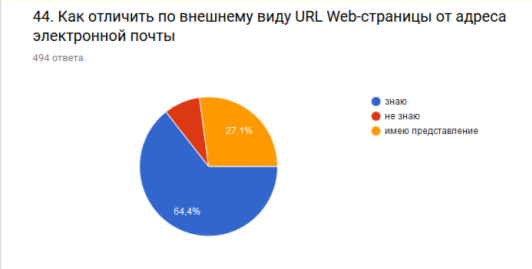 44. Как отличить по внешнему виду URL Web-страницы от адреса
электронной почты
494 ответа
знаю
не знаю
имею представление
27,1%
64,4%